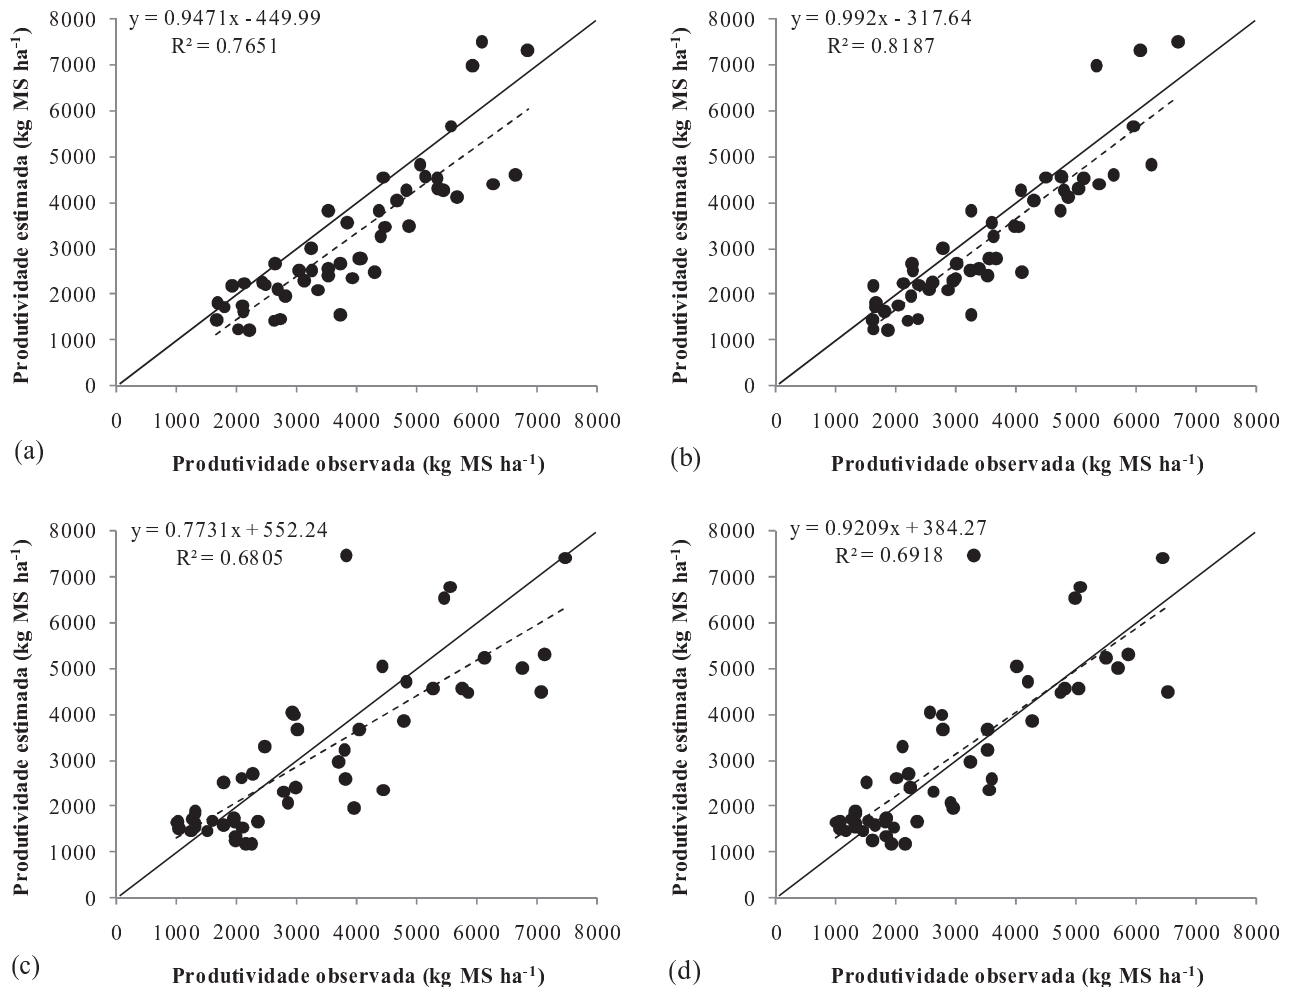 y = 0.9471x - 449.99
R² = 0.7651
Produtividade estimada (kg MS ha⁻¹)
8000
7000
6000
5000
4000
3000
2000
1000
0
0 1000 2000 3000 4000 5000 6000 7000 8000
(a)
Produtividade observada (kg MS ha⁻¹)
y = 0.992x - 317.64
R² = 0.8187
Produtividade estimada (kg MS ha⁻¹)
8000
7000
6000
5000
4000
3000
2000
1000
0
0 1000 2000 3000 4000 5000 6000 7000 8000
(b)
Produtividade observada (kg MS ha⁻¹)
y = 0.7731x + 552.24
R² = 0.6805
Produtividade estimada (kg MS ha⁻¹)
8000
7000
6000
5000
4000
3000
2000
1000
0
0 1000 2000 3000 4000 5000 6000 7000 8000
(c)
Produtividade observada (kg MS ha⁻¹)
y = 0.9209x + 384.27
R² = 0.6918
Produtividade estimada (kg MS ha⁻¹)
8000
7000
6000
5000
4000
3000
2000
1000
0
0 1000 2000 3000 4000 5000 6000 7000 8000
(d)
Produtividade observada (kg MS ha⁻¹)